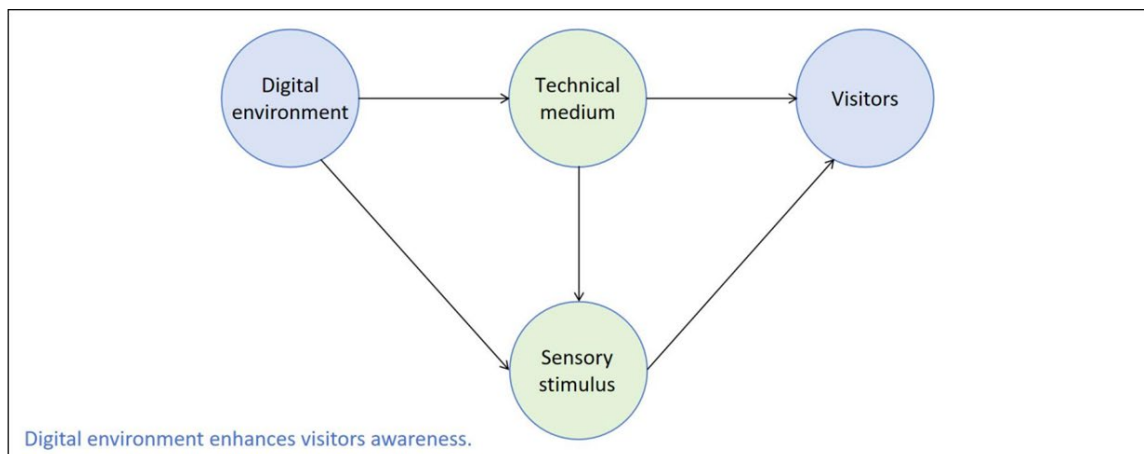 Digital
environment
Technical
medium
Visitors
Sensory
stimulus
Digital environment enhances visitors awareness.